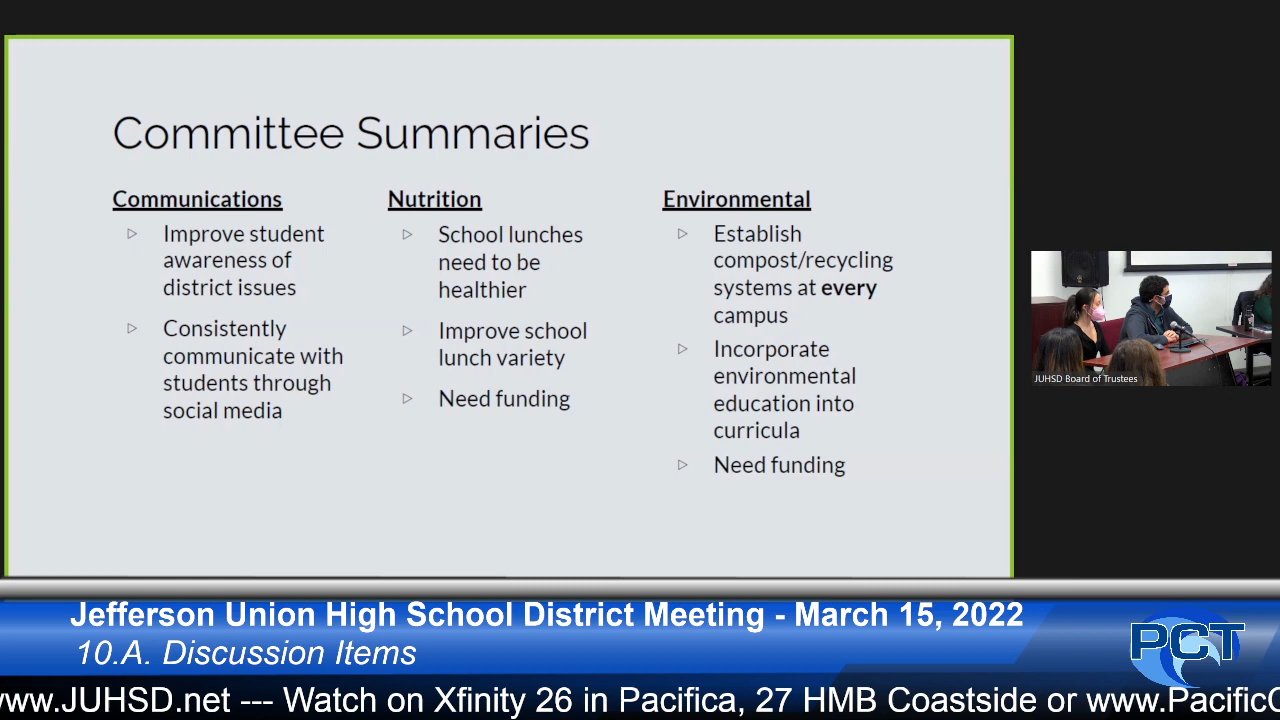 Committee Summaries
Communications
Improve student
awareness of
district issues
Consistently
communicate with
students through
social media
Nutrition
School lunches
need to be
healthier
Improve school
lunch variety
Need funding
Environmental
Establish
compost/recycling
systems at every
campus
Incorporate
environmental
education into
curricula
Need funding
JUHSD Board of Trustees
Jefferson Union High School District Meeting - March 15, 2022
10.A. Discussion Items
PCT
www.JUHSD.net --- Watch on Xfinity 26 in Pacifica, 27 HMB Coastside or www.PacificC